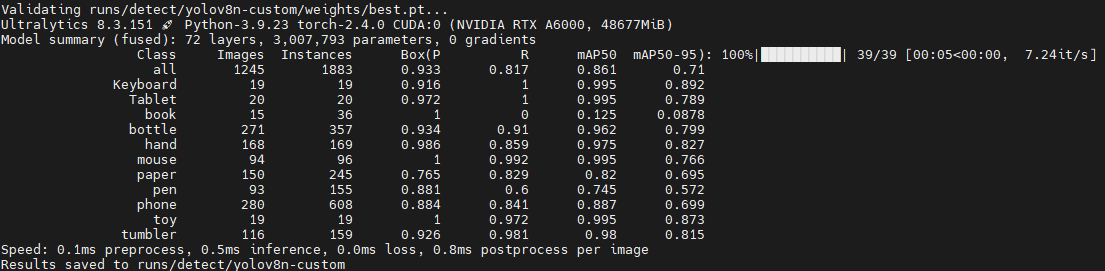 Validating runs/detect/yolov8n-custom/weights/best.pt...
Ultralytics 8.3.151 🚀 Python-3.9.23 torch-2.4.0 CUDA:0 (NVIDIA RTX A6000, 48677MiB)
Model summary (fused): 72 layers, 3,007,793 parameters, 0 gradients
Class Images Instances Box(P R mAP50 mAP50-95): 100%|██████████| 39/39 [00:05<00:00, 7.24it/s]
all 1245 1883 0.933 0.817 0.861 0.71
Keyboard 19 19 0.916 1 0.995 0.892
Tablet 20 20 0.972 1 0.995 0.789
book 15 36 1 0 0.125 0.0878
bottle 271 357 0.934 0.91 0.962 0.799
hand 168 169 0.986 0.859 0.975 0.827
mouse 94 96 1 0.992 0.995 0.766
paper 150 245 0.765 0.829 0.82 0.695
pen 93 155 0.881 0.6 0.745 0.572
phone 280 608 0.884 0.841 0.887 0.699
toy 19 19 1 0.972 0.995 0.873
tumbler 116 159 0.926 0.981 0.98 0.815
Speed: 0.1ms preprocess, 0.5ms inference, 0.0ms loss, 0.8ms postprocess per image
Results saved to runs/detect/yolov8n-custom